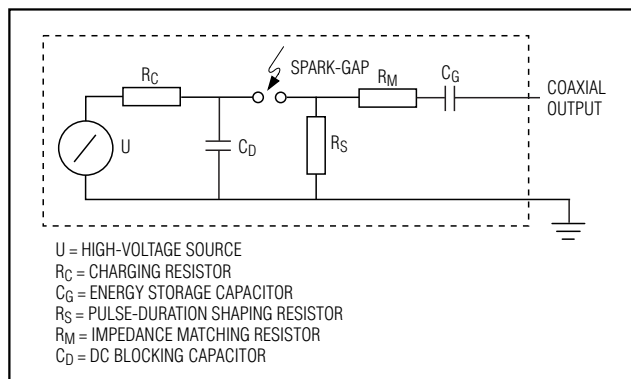 SPARK-GAP
RC
RM
CG
COAXIAL
OUTPUT
U
CD
RS
U = HIGH-VOLTAGE SOURCE
RC = CHARGING RESISTOR
CG = ENERGY STORAGE CAPACITOR
RS = PULSE-DURATION SHAPING RESISTOR
RM = IMPEDANCE MATCHING RESISTOR
CD = DC BLOCKING CAPACITOR